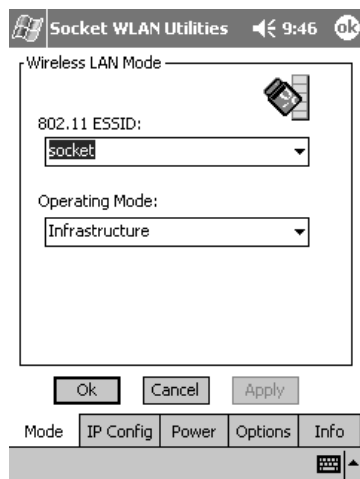 Socket WLAN Utilities 9:46 ok
Wireless LAN Mode
802.11 ESSID:
socket
Operating Mode:
Infrastructure
Ok Cancel Apply
Mode IP Config Power Options Info